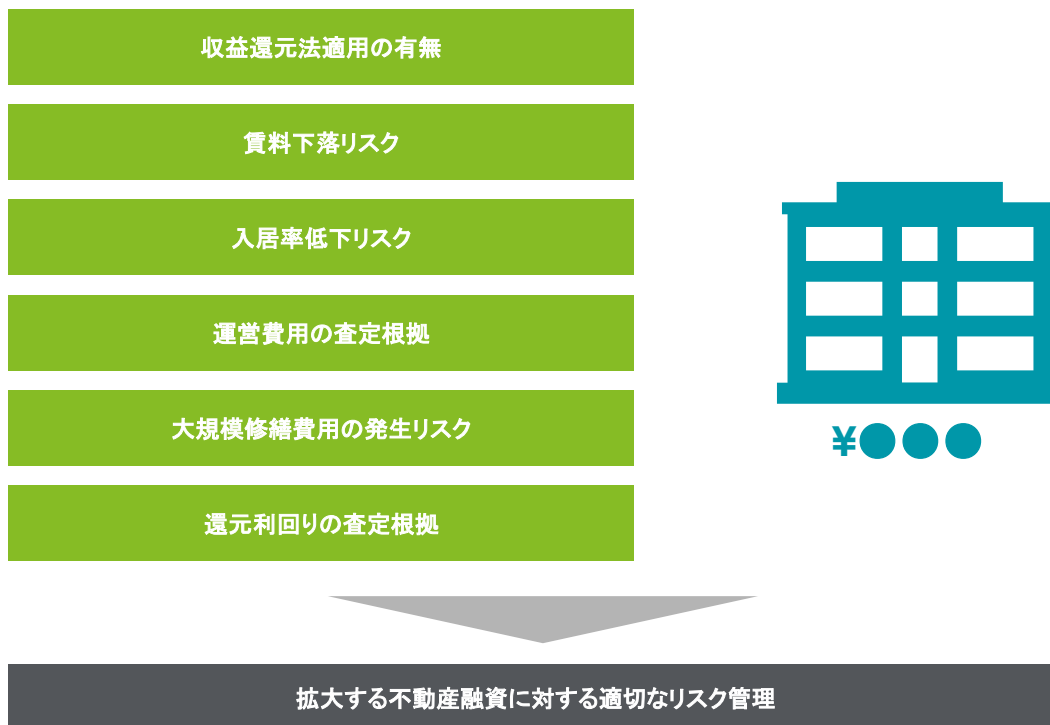 収益還元法適用の有無
賃料下落リスク
入居率低下リスク
運営費用の査定根拠
大規模修繕費用の発生リスク
還元利回りの査定根拠
¥●●●
拡大する不動産融資に対する適切なリスク管理